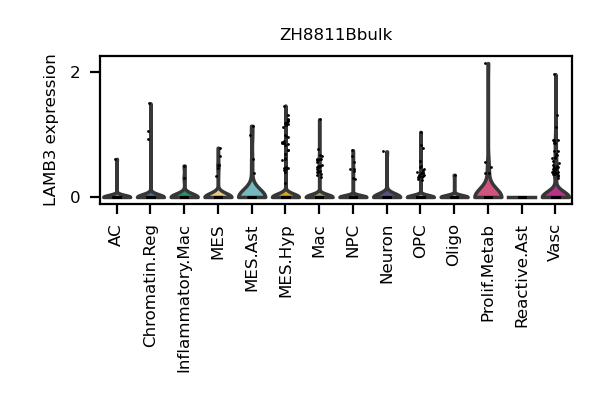 ZH8811Bbulk
LAMB3 expression
2
0
AC
Chromatin.Reg
Inflammatory.Mac
MES
MES.Ast
MES.Hyp
Mac
NPC
Neuron
OPC
Oligo
Prolif.Metab
Reactive.Ast
Vasc